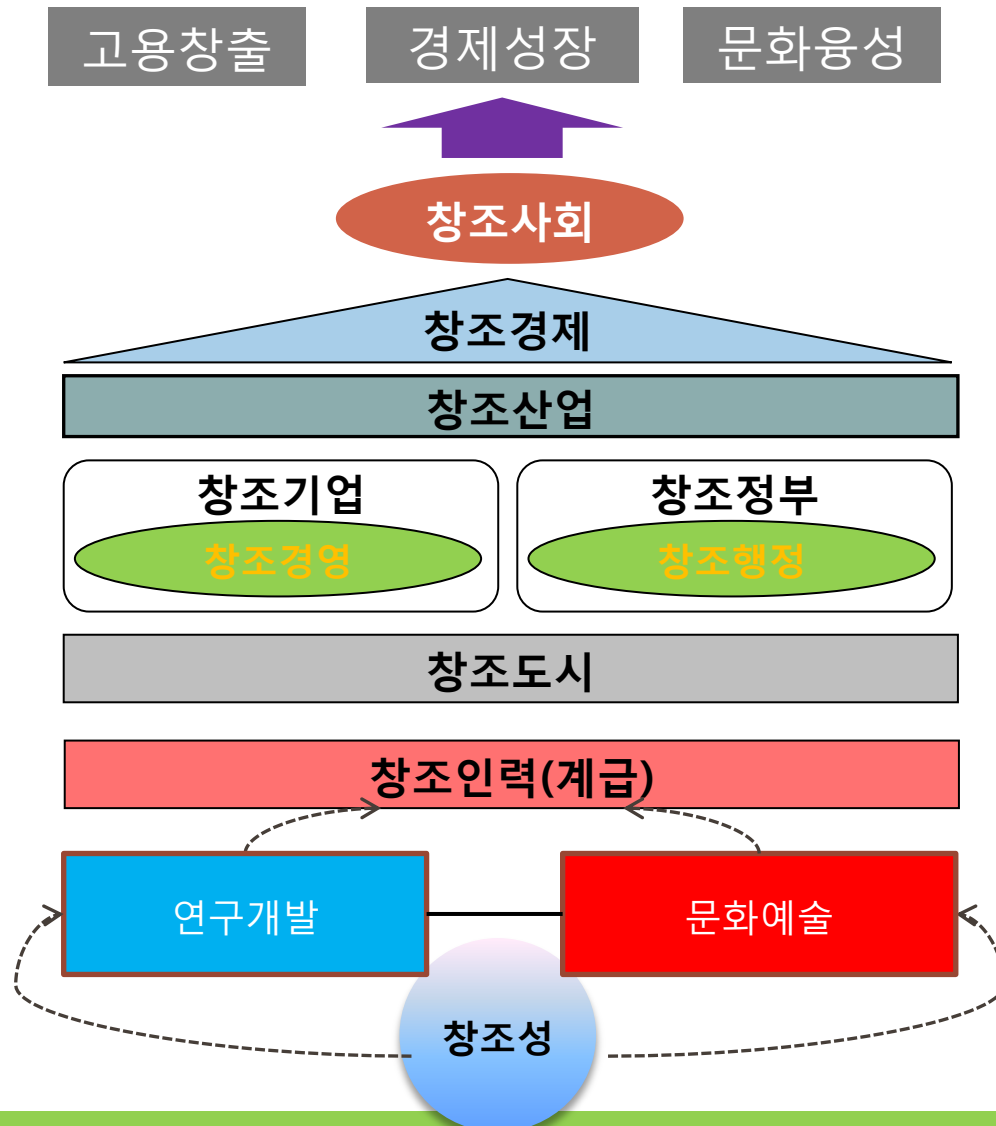 고용창출
경제성장
문화융성
창조사회
창조경제
창조산업
창조기업
창조정부
창조경영
창조행정
창조도시
창조인력(계급)
연구개발
문화예술
창조성